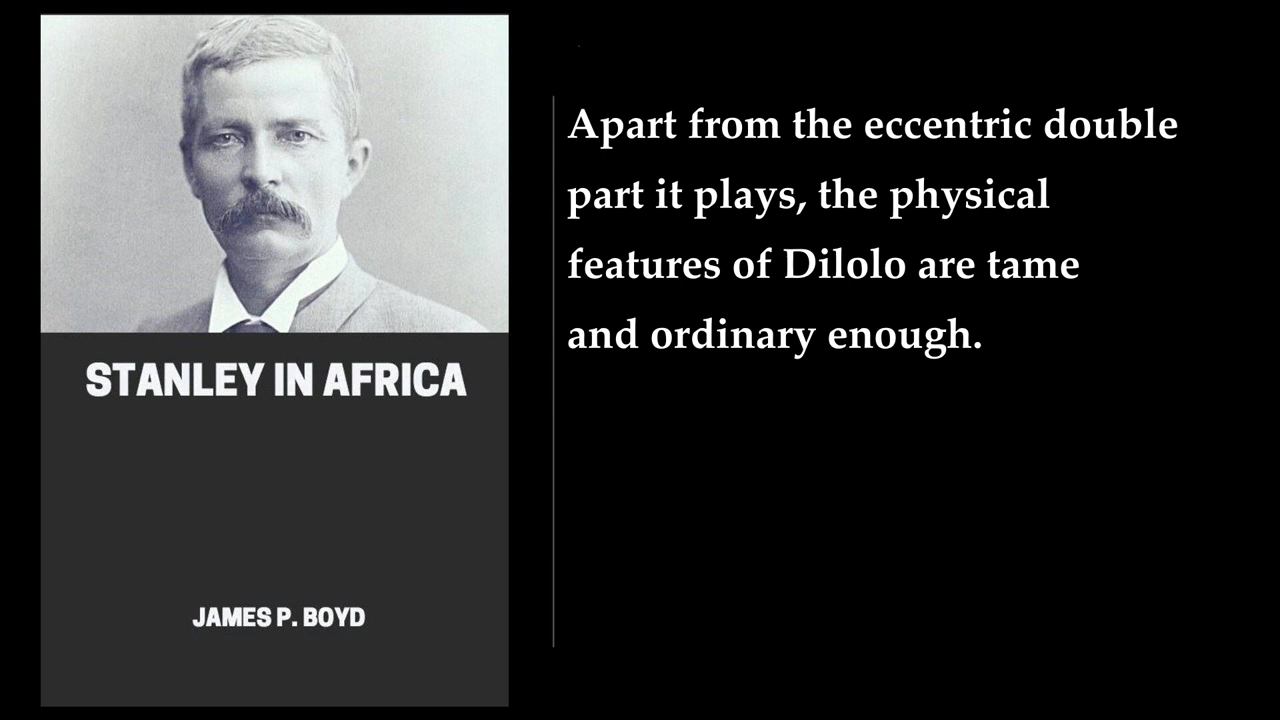 STANLEY IN AFRICA
JAMES P. BOYD
Apart from the eccentric double
part it plays, the physical
features of Dilolo are tame
and ordinary enough.